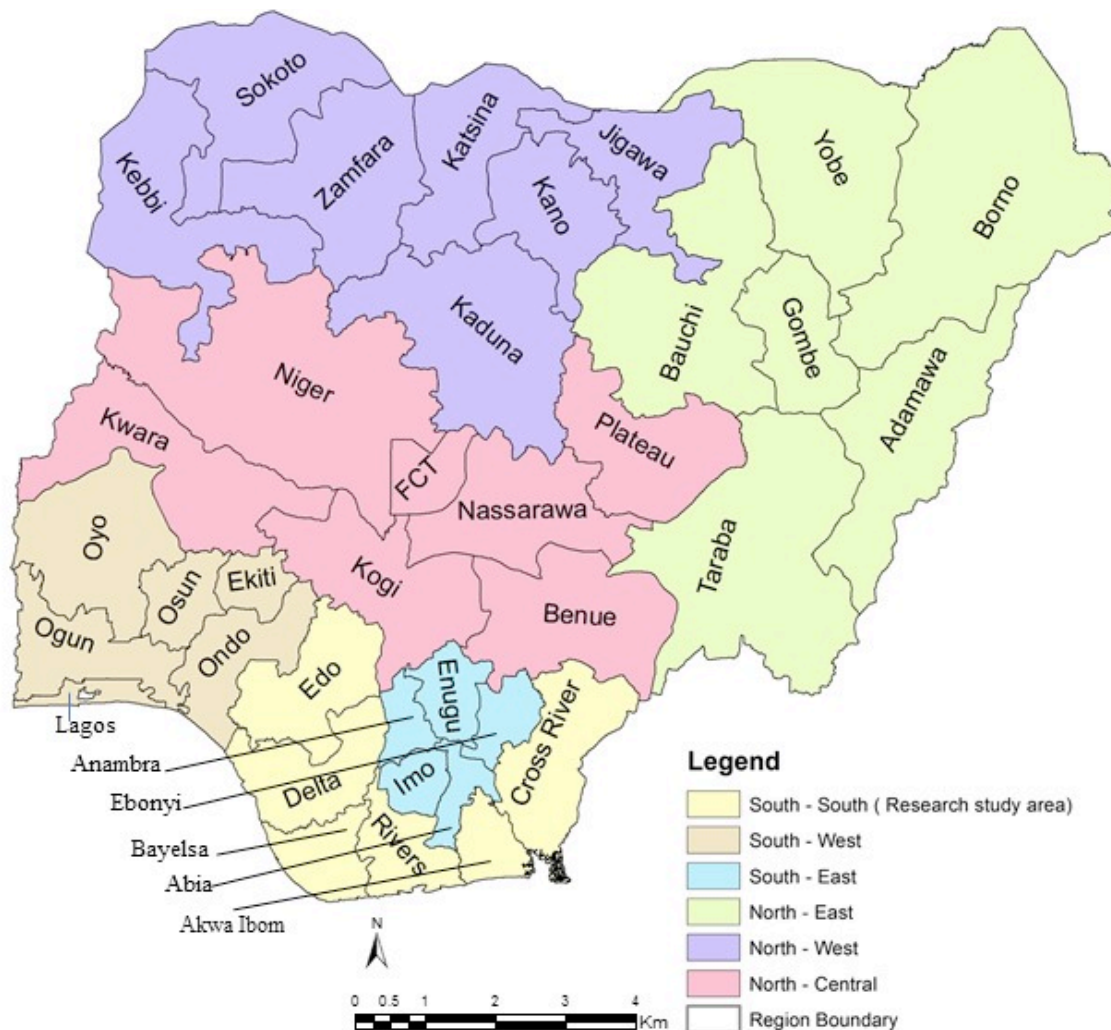 Sokoto
Kebbi
Zamfara
Katsina
Kano
Jigawa
Yobe
Borno
Kaduna
Bauchi
Gombe
Adamawa
Niger
Kwara
FCT
Plateau
Nassarawa
Taraba
Oyo
Osun
Ekiti
Kogi
Benue
Ogun
Ondo
Edo
Enugu
Cross River
Lagos
Anambra
Ebonyi
Imo
Delta
Bayelsa
Rivers
Abia
Akwa Ibom
Legend
South - South ( Research study area)
South - West
South - East
North - East
North - West
North - Central
Region Boundary
N
0 0.5 1 2 3 4
Km